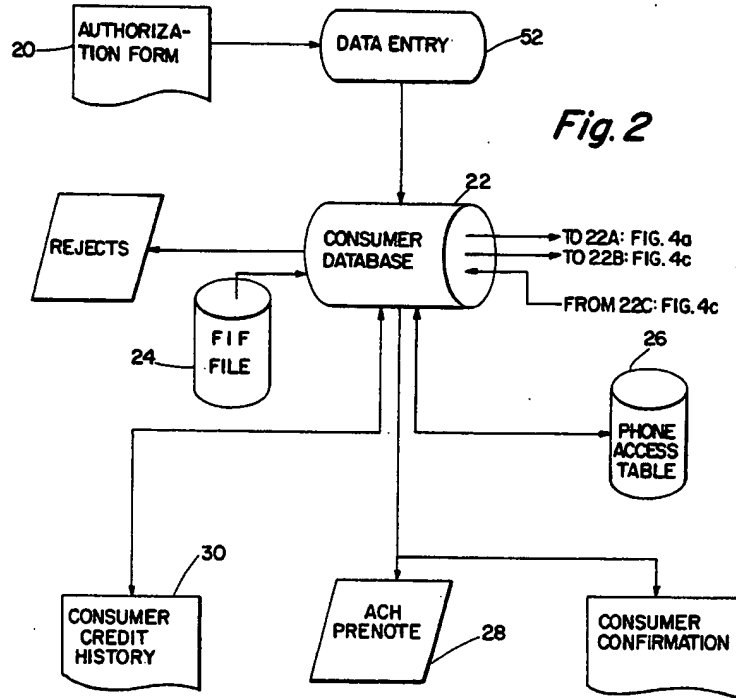 AUTHORIZA-
TION FORM
20
DATA ENTRY
52
Fig. 2
22
REJECTS
CONSUMER
DATABASE
TO 22A: FIG. 4a
TO 22B: FIG. 4c
FROM 22C: FIG. 4c
FIF
FILE
24
26
PHONE
ACCESS
TABLE
30
CONSUMER
CREDIT
HISTORY
ACH
PRENOTE
28
CONSUMER
CONFIRMATION